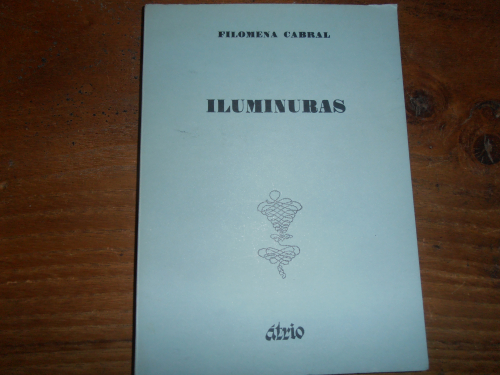 FILOMENA CABRAL
ILUMINURAS
átrio